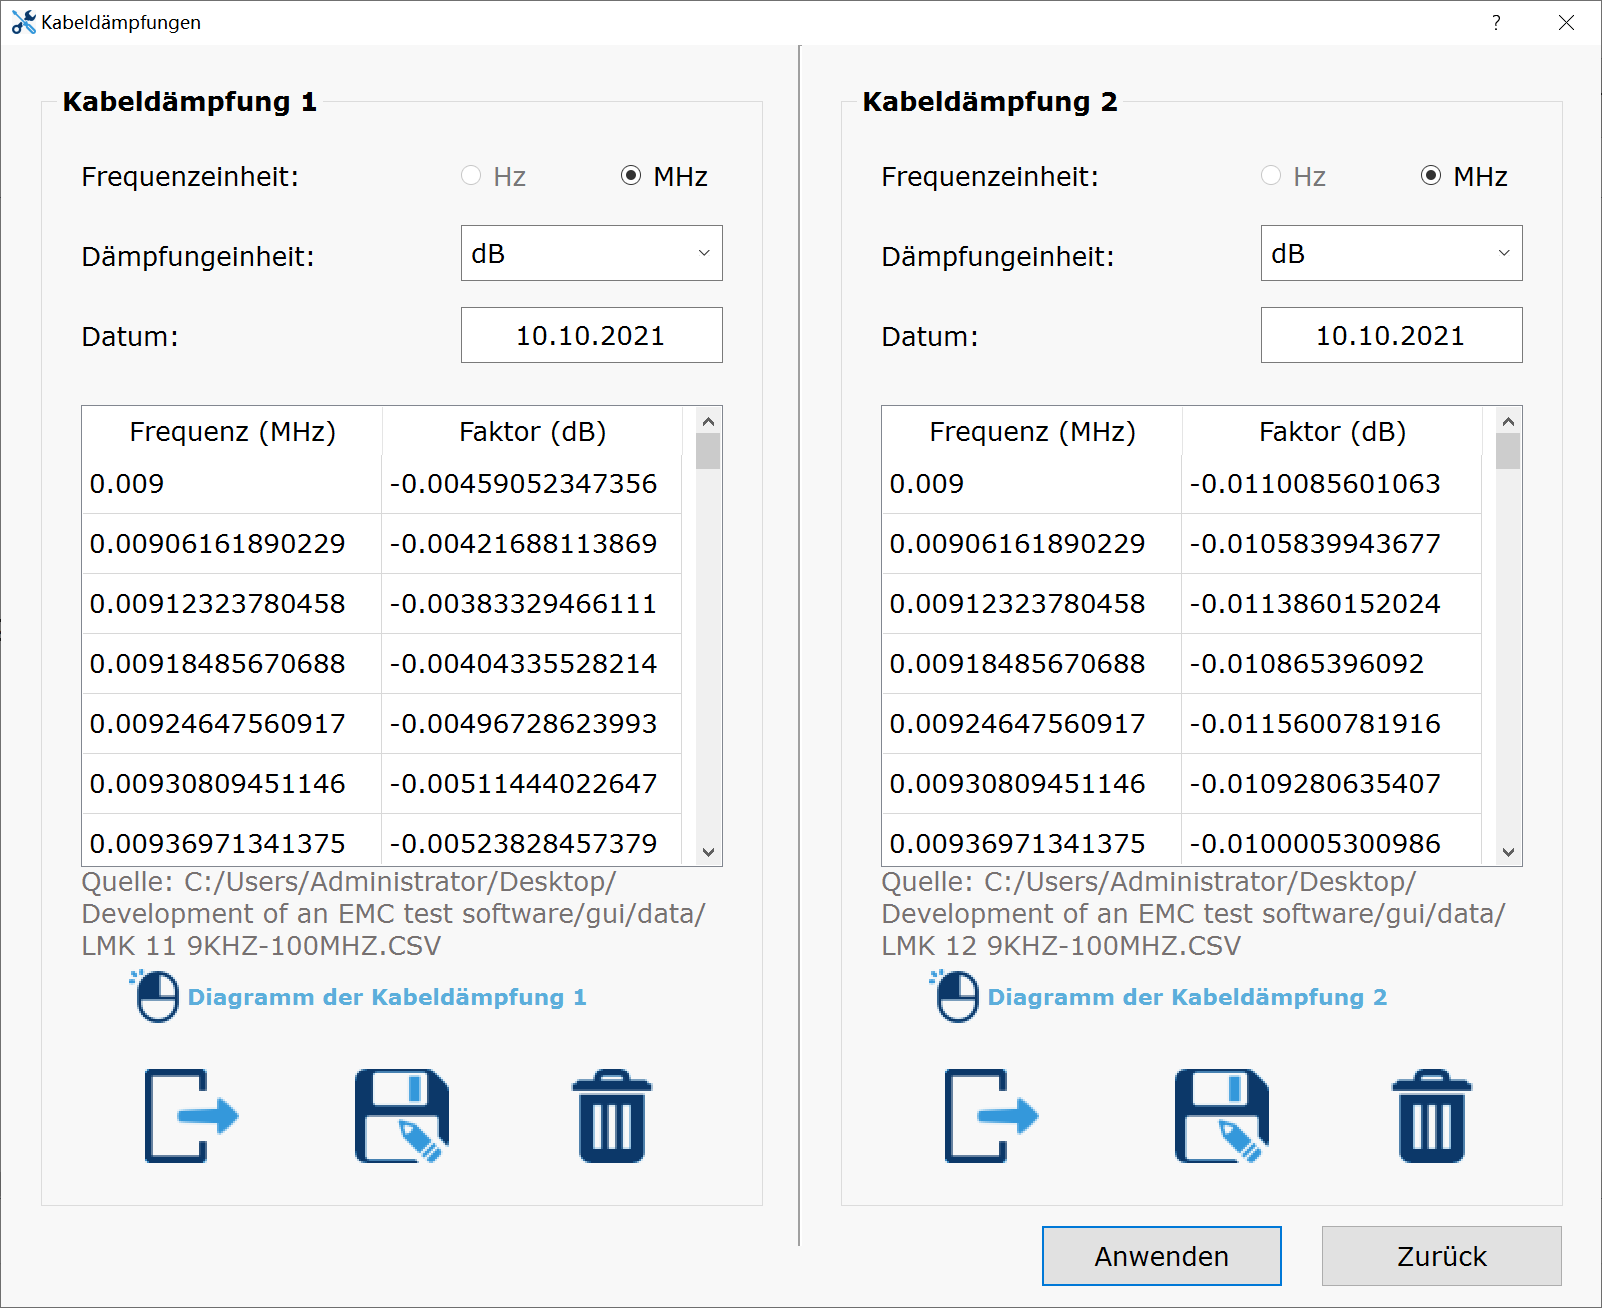 Kabeldämpfungen
?
Kabeldämpfung 1
Frequenzeinheit:
Hz
MHz
Dämpfungeinheit:
dB
Datum:
10.10.2021
Frequenz (MHz) Faktor (dB)
0.009 -0.00459052347356
0.00906161890229 -0.00421688113869
0.00912323780458 -0.00383329466111
0.00918485670688 -0.00404335528214
0.00924647560917 -0.00496728623993
0.00930809451146 -0.00511444022647
0.00936971341375 -0.00523828457379
Quelle: C:/Users/Administrator/Desktop/
Development of an EMC test software/gui/data/
LMK 11 9KHZ-100MHZ.CSV
Diagramm der Kabeldämpfung 1
Kabeldämpfung 2
Frequenzeinheit:
Hz
MHz
Dämpfungeinheit:
dB
Datum:
10.10.2021
Frequenz (MHz) Faktor (dB)
0.009 -0.0110085601063
0.00906161890229 -0.0105839943677
0.00912323780458 -0.0113860152024
0.00918485670688 -0.010865396092
0.00924647560917 -0.0115600781916
0.00930809451146 -0.0109280635407
0.00936971341375 -0.0100005300986
Quelle: C:/Users/Administrator/Desktop/
Development of an EMC test software/gui/data/
LMK 12 9KHZ-100MHZ.CSV
Diagramm der Kabeldämpfung 2
Anwenden
Zurück